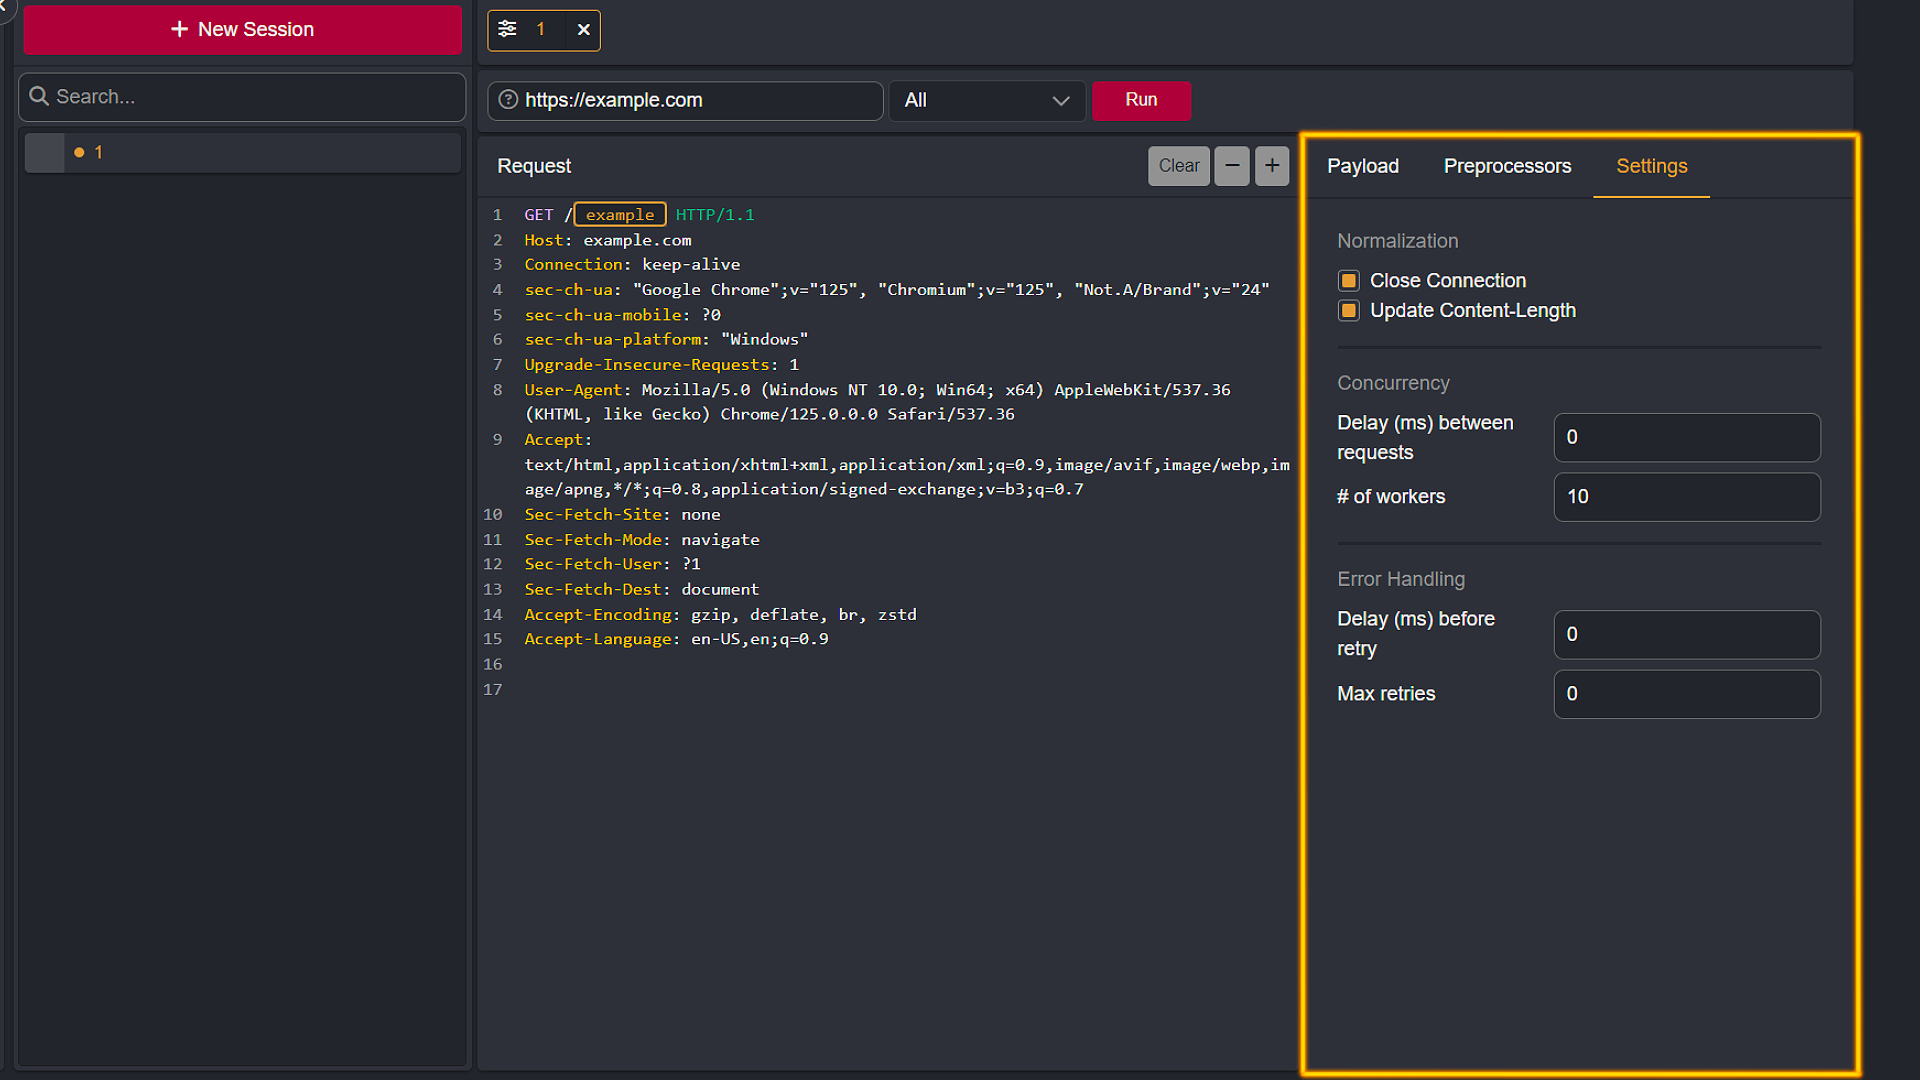 + New Session
Search...
1
1
https://example.com
All
Run
Request
Clear
− +
1 GET / example HTTP/1.1
2 Host: example.com
3 Connection: keep-alive
4 sec-ch-ua: "Google Chrome";v="125", "Chromium";v="125", "Not.A/Brand";v="24"
5 sec-ch-ua-mobile: ?0
6 sec-ch-ua-platform: "Windows"
7 Upgrade-Insecure-Requests: 1
8 User-Agent: Mozilla/5.0 (Windows NT 10.0; Win64; x64) AppleWebKit/537.36
(KHTML, like Gecko) Chrome/125.0.0.0 Safari/537.36
9 Accept:
text/html,application/xhtml+xml,application/xml;q=0.9,image/avif,image/webp,im
age/apng,*/*;q=0.8,application/signed-exchange;v=b3;q=0.7
10 Sec-Fetch-Site: none
11 Sec-Fetch-Mode: navigate
12 Sec-Fetch-User: ?1
13 Sec-Fetch-Dest: document
14 Accept-Encoding: gzip, deflate, br, zstd
15 Accept-Language: en-US,en;q=0.9
16
17
Payload Preprocessors Settings
Normalization
Close Connection
Update Content-Length
Concurrency
Delay (ms) between
requests
0
# of workers
10
Error Handling
Delay (ms) before
retry
0
Max retries
0